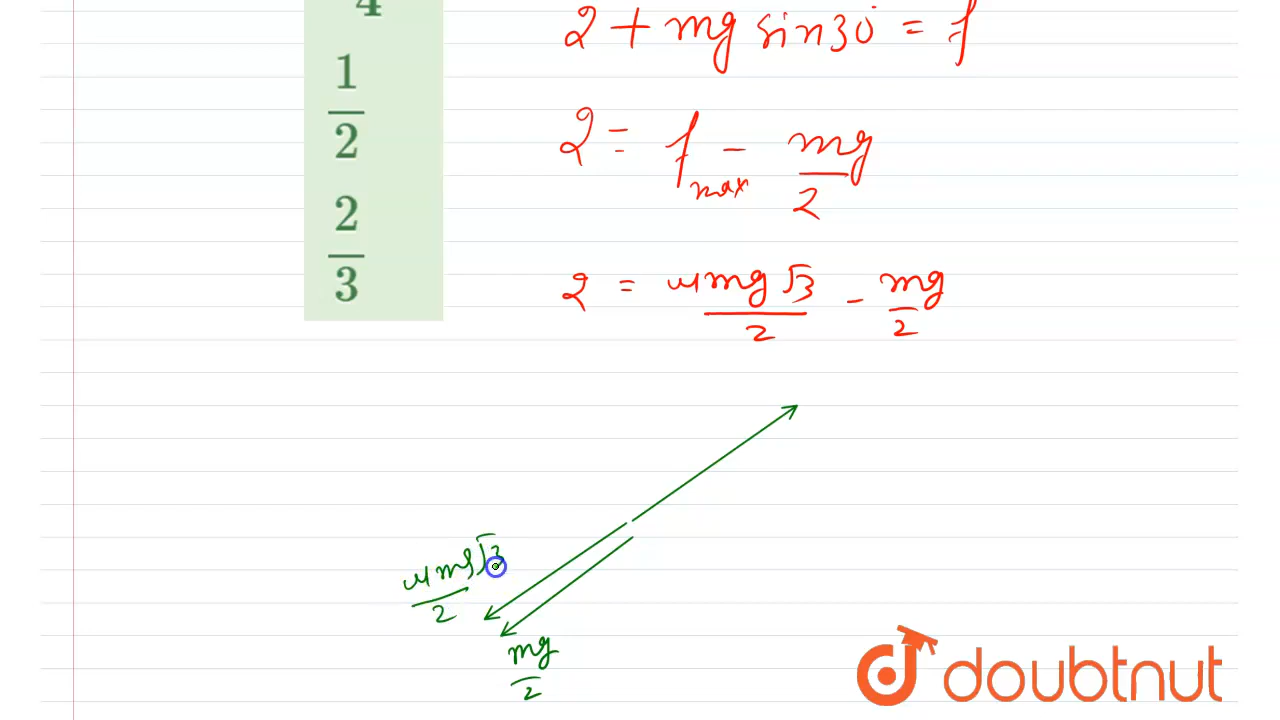 4
1
2
2
3
2 + mg sin30° = f
2 = f max - mg/2
2 = μmg√3/2 - mg/2
μmg√3/2
mg/2
doubtnut